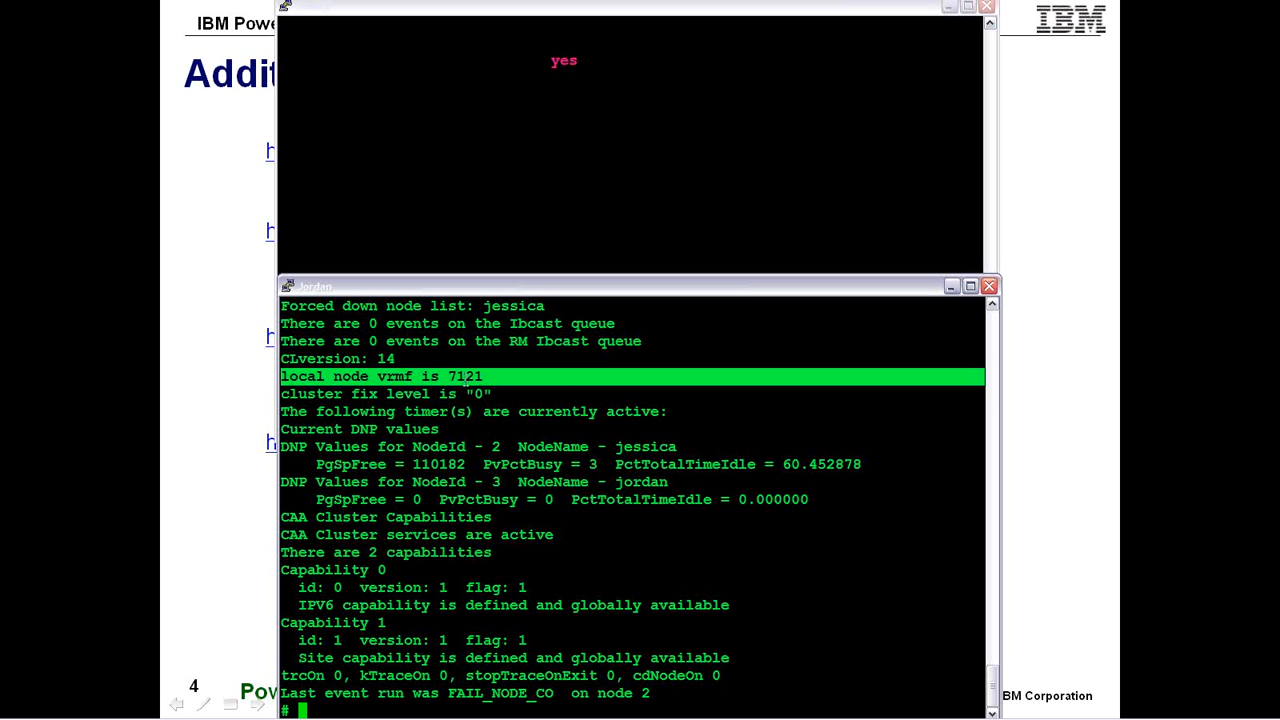 IBM Powe
IBM
Addit
h
h
h
h
yes
Jordan
Forced down node list: jessica
There are 0 events on the Ibcast queue
There are 0 events on the RM Ibcast queue
CLversion: 14
local node vrmf is 7121
cluster fix level is "0"
The following timer(s) are currently active:
Current DNP values
DNP Values for NodeId - 2  NodeName - jessica
    PgSpFree = 110182  PvPctBusy = 3  PctTotalTimeIdle = 60.452878
DNP Values for NodeId - 3  NodeName - jordan
    PgSpFree = 0  PvPctBusy = 0  PctTotalTimeIdle = 0.000000
CAA Cluster Capabilities
CAA Cluster services are active
There are 2 capabilities
Capability 0
  id: 0  version: 1  flag: 1
  IPV6 capability is defined and globally available
Capability 1
  id: 1  version: 1  flag: 1
  Site capability is defined and globally available
trcOn 0, kTraceOn 0, stopTraceOnExit 0, cdNodeOn 0
Last event run was FAIL_NODE_CO  on node 2
#
4
Pov
BM Corporation